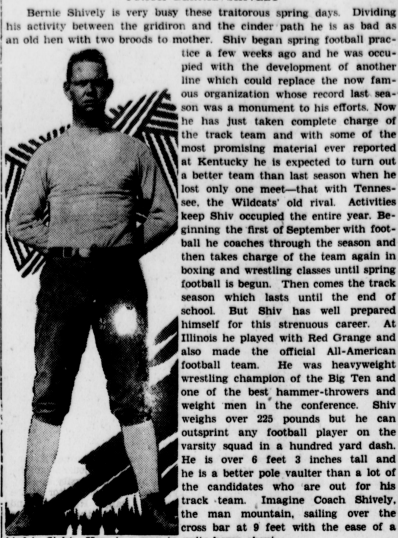 Bernie Shively is very busy these traitorous spring days. Dividing
his activity between the gridiron and the cinder path he is as bad as
an old hen with two broods to mother. Shiv began spring football prac-
tice a few weeks ago and he was occu-
pied with the development of another
line which could replace the now fam-
ous organization whose record last sea-
son was a monument to his efforts. Now
he has just taken complete charge of
the track team and with some of the
most promising material ever reported
at Kentucky he is expected to turn out
a better team than last season when he
lost only one meet—that with Tennes-
see, the Wildcats' old rival. Activities
keep Shiv occupied the entire year. Be-
ginning the first of September with foot-
ball he coaches through the season and
then takes charge of the team again in
boxing and wrestling classes until spring
football is begun. Then comes the track
season which lasts until the end of
school. But Shiv has well prepared
himself for this strenuous career. At
Illinois he played with Red Grange and
also made the official All-American
football team. He was heavyweight
wrestling champion of the Big Ten and
one of the best hammer-throwers and
weight men in the conference. Shiv
weighs over 225 pounds but he can
outsprint any football player on the
varsity squad in a hundred yard dash.
He is over 6 feet 3 inches tall and
he is a better pole vaulter than a lot of
the candidates who are out for his
track team. Imagine Coach Shively,
the man mountain, sailing over the
cross bar at 9 feet with the ease of a